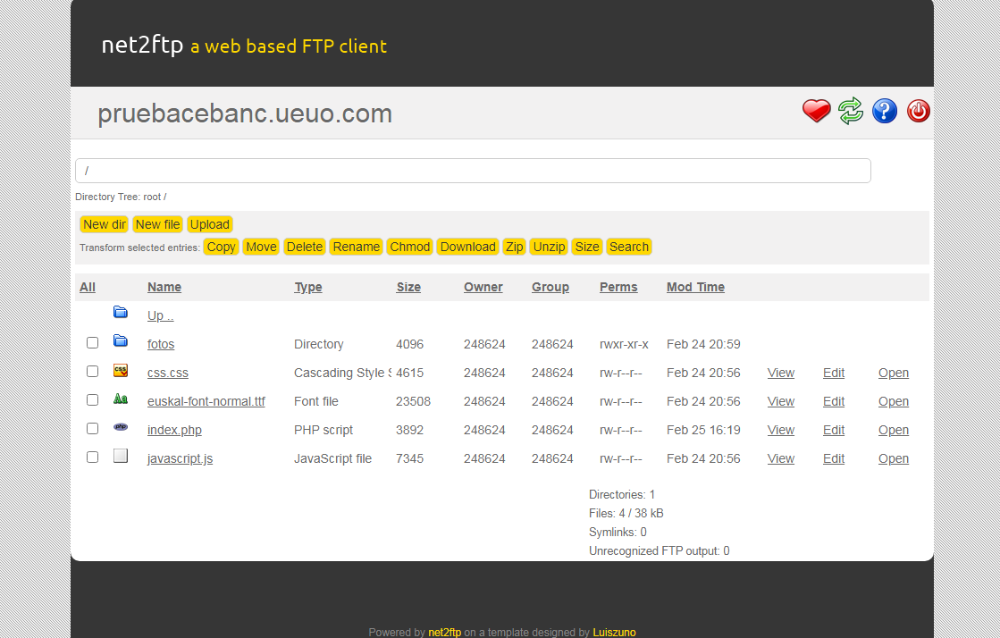 net2ftp a web based FTP client
pruebacebanc.ueuo.com
/
Directory Tree: root /
New dir New file Upload
Transform selected entries: Copy Move Delete Rename Chmod Download Zip Unzip Size Search
All Name Type Size Owner Group Perms Mod Time
Up ..
fotos Directory 4096 248624 248624 rwxr-xr-x Feb 24 20:59
css.css Cascading Style S 4615 248624 248624 rw-r--r-- Feb 24 20:56 View Edit Open
euskal-font-normal.ttf Font file 23508 248624 248624 rw-r--r-- Feb 24 20:56 View Edit Open
index.php PHP script 3892 248624 248624 rw-r--r-- Feb 25 16:19 View Edit Open
javascript.js JavaScript file 7345 248624 248624 rw-r--r-- Feb 24 20:56 View Edit Open
Directories: 1
Files: 4 / 38 kB
Symlinks: 0
Unrecognized FTP output: 0
Powered by net2ftp on a template designed by Luiszuno